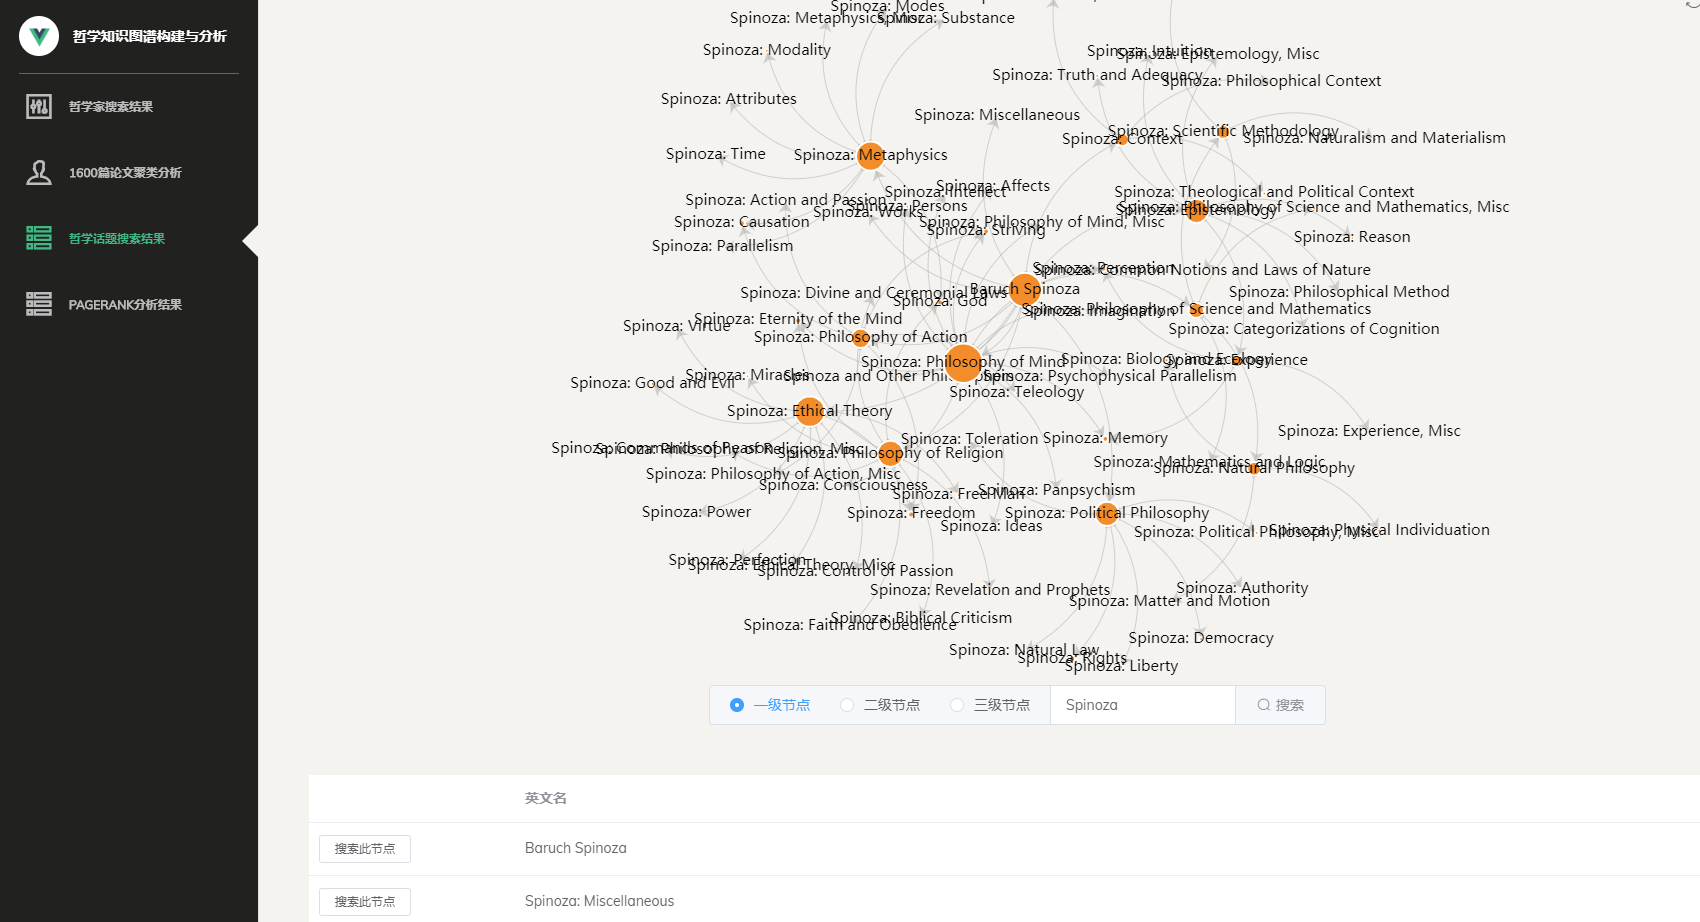 哲学知识图谱构建与分析
哲学家搜索结果
1600篇论文聚类分析
哲学话题搜索结果
PAGERANK分析结果
Spinoza: Modes
Spinoza: Metaphysics, Misc
Spinoza: Substance
Spinoza: Modality
Spinoza: Intuition
Spinoza: Epistemology, Misc
Spinoza: Truth and Adequacy
Spinoza: Philosophical Context
Spinoza: Attributes
Spinoza: Miscellaneous
Spinoza: Scientific Methodology
Spinoza: Context
Spinoza: Naturalism and Materialism
Spinoza: Time
Spinoza: Metaphysics
Spinoza: Affects
Spinoza: Intellect
Spinoza: Theological and Political Context
Spinoza: Action and Passion
Spinoza: Persons
Spinoza: Works
Spinoza: Philosophy of Science and Mathematics, Misc
Spinoza: Epistemology
Spinoza: Causation
Spinoza: Philosophy of Mind, Misc
Spinoza: Striving
Spinoza: Reason
Spinoza: Parallelism
Spinoza: Perception
Spinoza: Common Notions and Laws of Nature
Baruch Spinoza
Spinoza: Divine and Ceremonial Laws
Spinoza: God
Spinoza: Philosophical Method
Spinoza: Imagination
Spinoza: Philosophy of Science and Mathematics
Spinoza: Eternity of the Mind
Spinoza: Virtue
Spinoza: Categorizations of Cognition
Spinoza: Philosophy of Action
Spinoza: Philosophy of Mind
Spinoza: Biology and Ecology
Spinoza: Experience
Spinoza: Miracles
Spinoza and Other Philosophers
Spinoza: Psychophysical Parallelism
Spinoza: Good and Evil
Spinoza: Teleology
Spinoza: Ethical Theory
Spinoza: Experience, Misc
Spinoza: Toleration
Spinoza: Memory
Spinoza: Commands of Reason
Spinoza: Philosophy of Religion, Misc
Spinoza: Philosophy of Religion
Spinoza: Mathematics and Logic
Spinoza: Natural Philosophy
Spinoza: Philosophy of Action, Misc
Spinoza: Consciousness
Spinoza: Free Man
Spinoza: Panpsychism
Spinoza: Power
Spinoza: Freedom
Spinoza: Political Philosophy
Spinoza: Ideas
Spinoza: Political Philosophy, Misc
Spinoza: Physical Individuation
Spinoza: Perfection
Spinoza: Ethical Theory, Misc
Spinoza: Control of Passion
Spinoza: Revelation and Prophets
Spinoza: Authority
Spinoza: Matter and Motion
Spinoza: Biblical Criticism
Spinoza: Faith and Obedience
Spinoza: Democracy
Spinoza: Natural Law
Spinoza: Rights
Spinoza: Liberty
一级节点 二级节点 三级节点 Spinoza 搜索
英文名
搜索此节点 Baruch Spinoza
搜索此节点 Spinoza: Miscellaneous